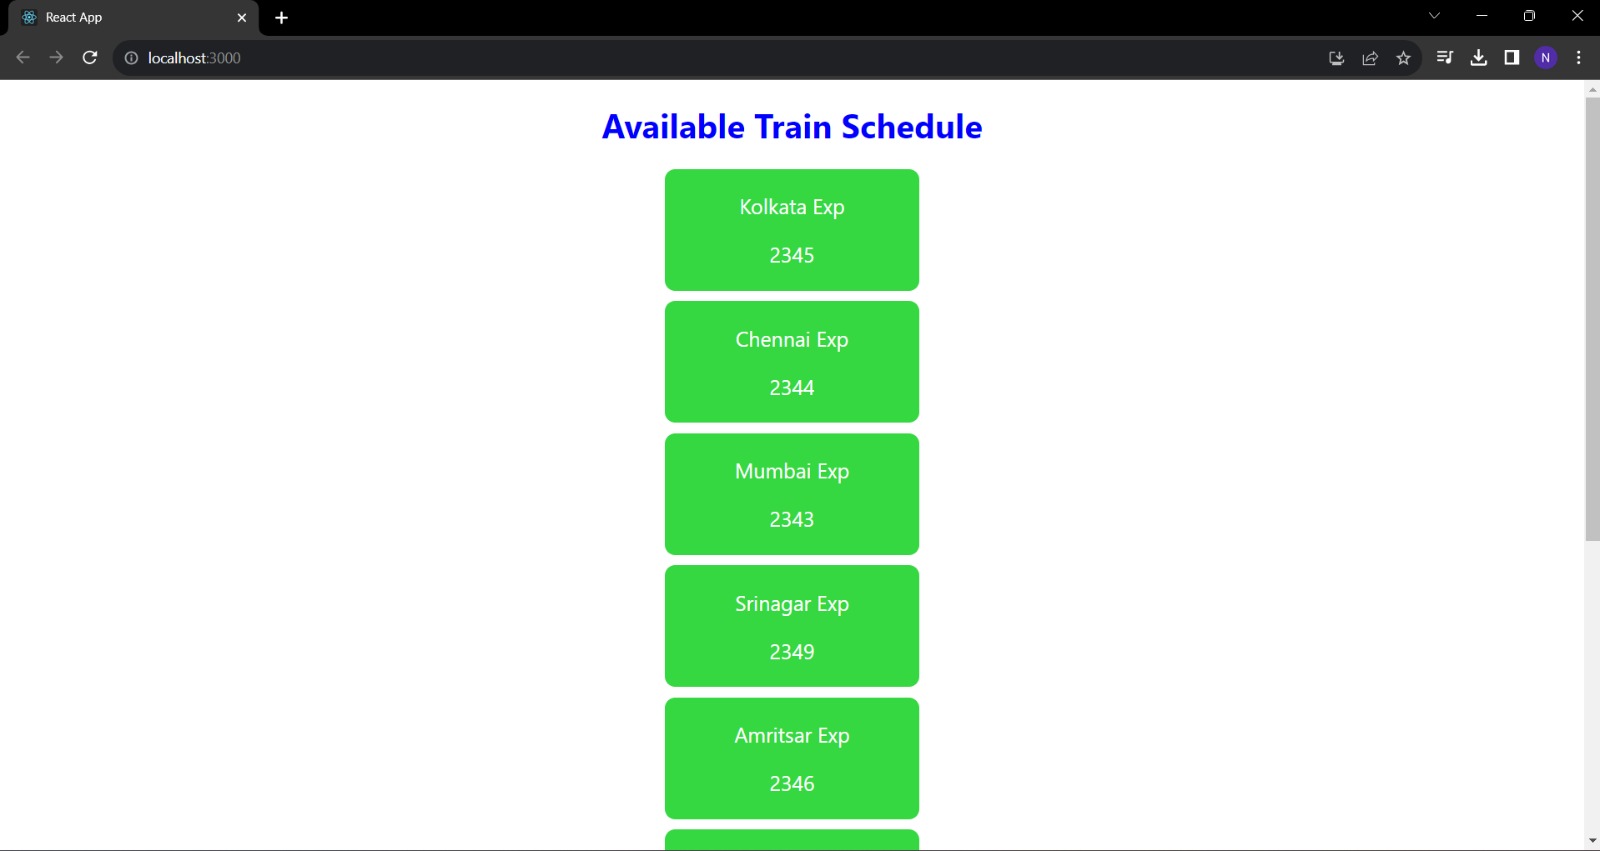 React App
localhost:3000
N
Available Train Schedule
Kolkata Exp
2345
Chennai Exp
2344
Mumbai Exp
2343
Srinagar Exp
2349
Amritsar Exp
2346